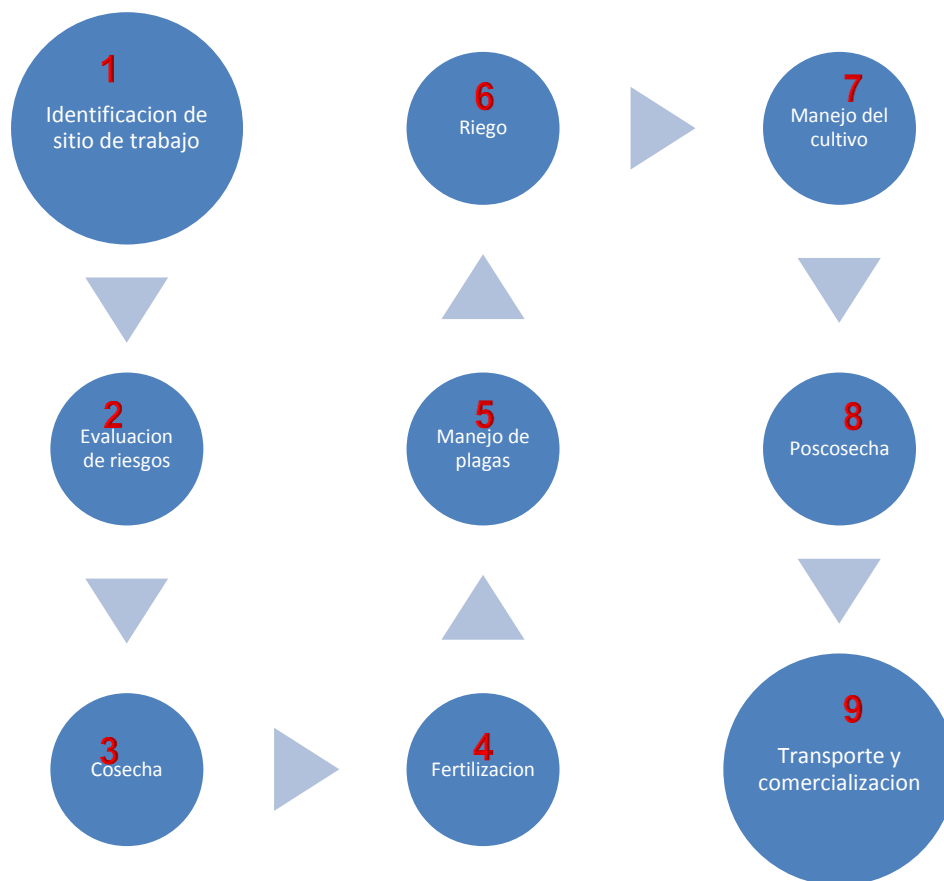 1
Identificacion de
sitio de trabajo
2
Evaluacion
de riesgos
3
Cosecha
4
Fertilizacion
5
Manejo de
plagas
6
Riego
7
Manejo del
cultivo
8
Poscosecha
9
Transporte y
comercializacion